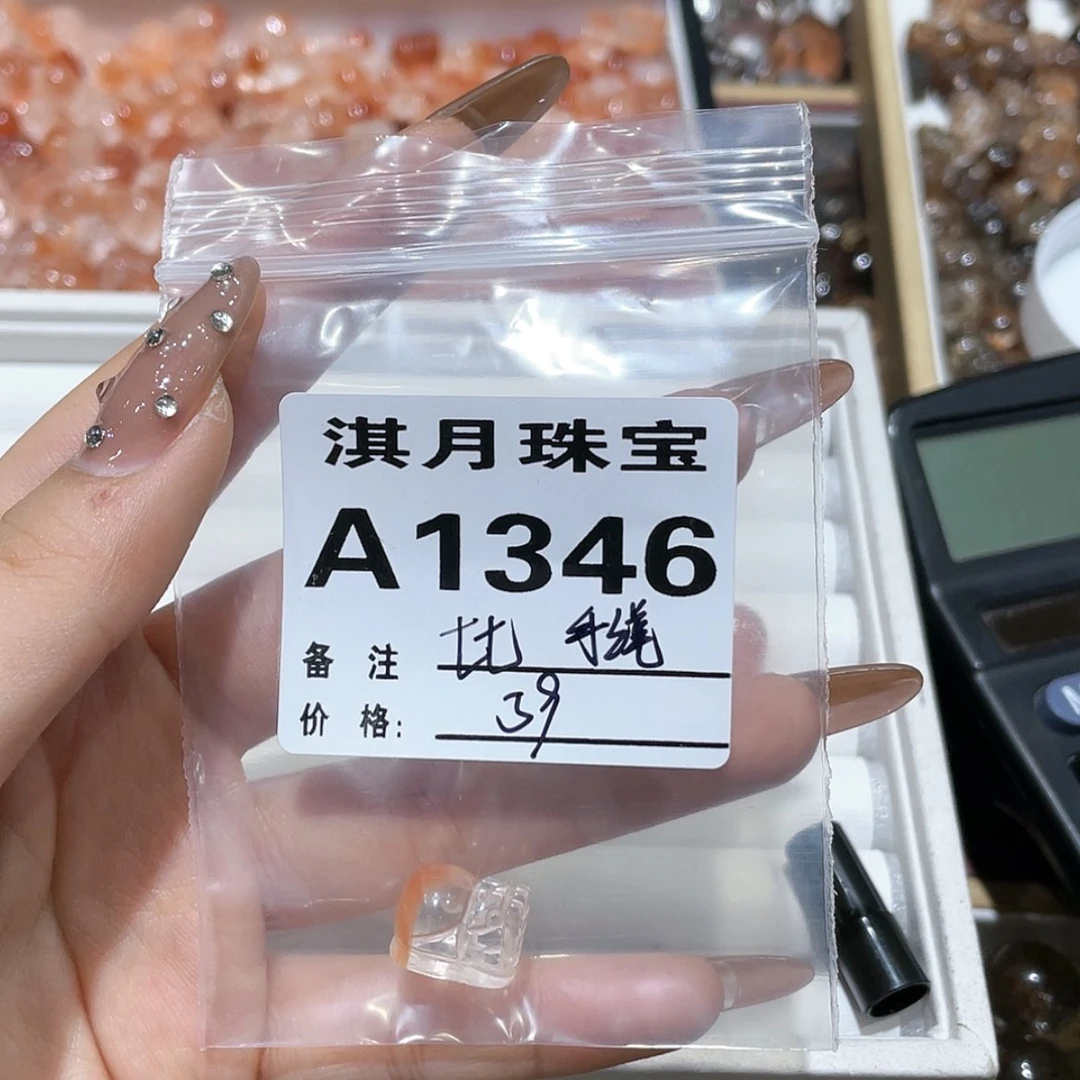 淇月珠宝
A1346
备 注 手绳
价 格: 39